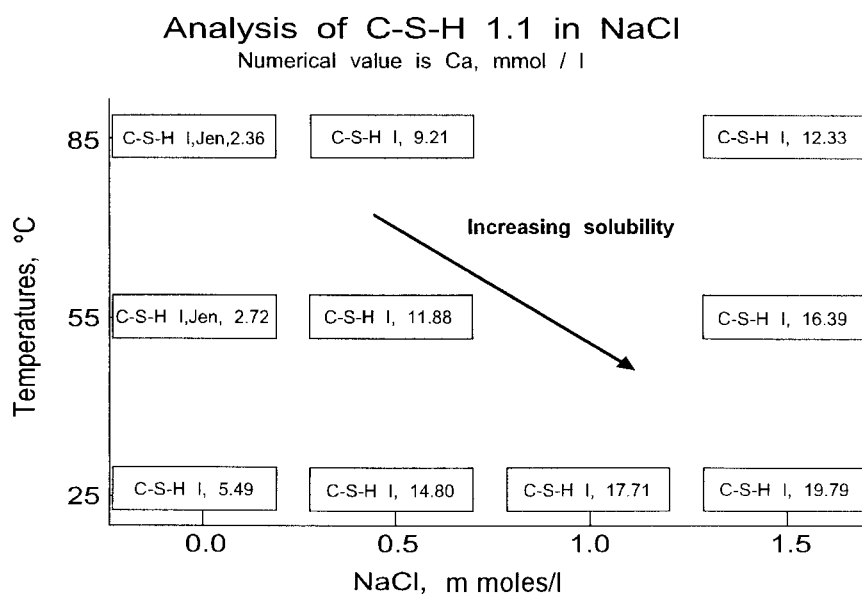 Analysis of C-S-H 1.1 in NaCl
Numerical value is Ca, mmol / l
Temperatures, ºC
85
C-S-H I,Jen,2.36
C-S-H I, 9.21
C-S-H I, 12.33
Increasing solubility
55
C-S-H I,Jen, 2.72
C-S-H I, 11.88
C-S-H I, 16.39
25
C-S-H I, 5.49
C-S-H I, 14.80
C-S-H I, 17.71
C-S-H I, 19.79
0.0
0.5
1.0
1.5
NaCl, m moles/l